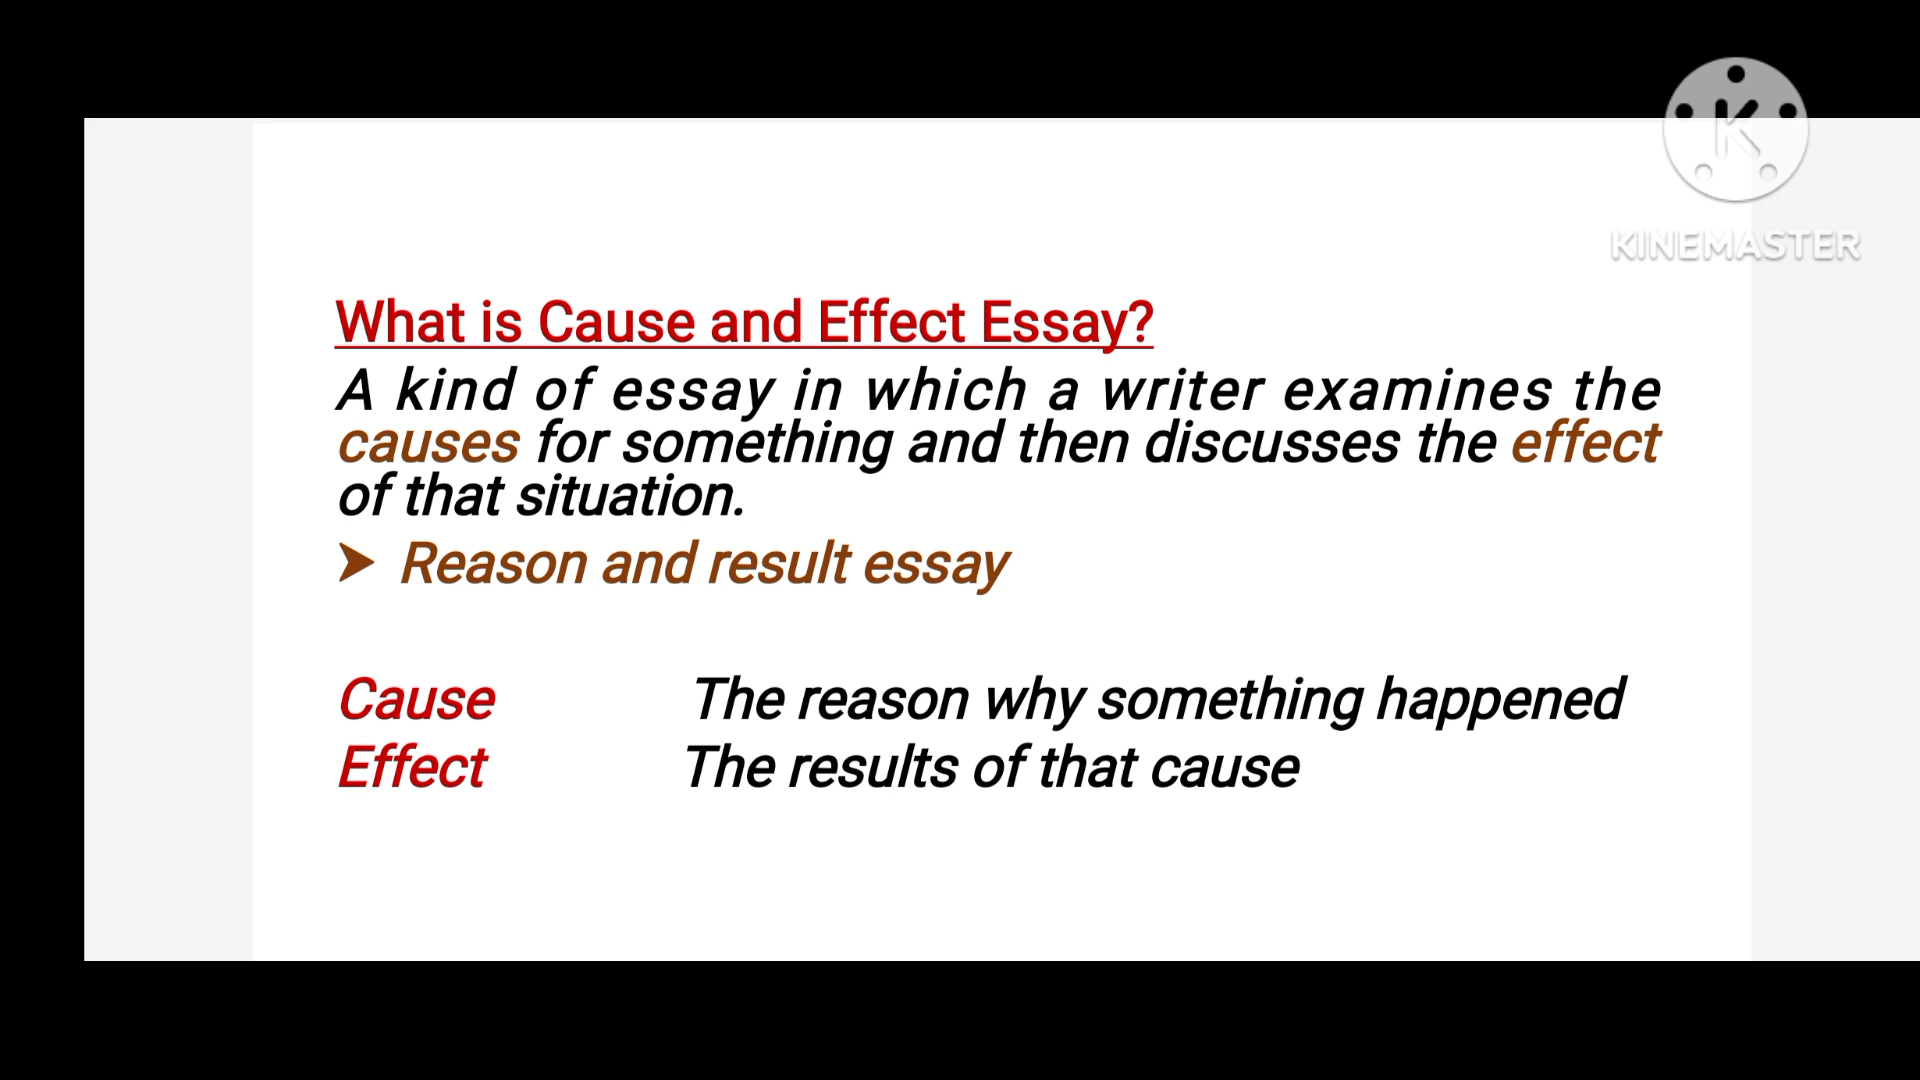 K
KINEMASTER
What is Cause and Effect Essay?
A kind of essay in which a writer examines the
causes for something and then discusses the effect
of that situation.
➤ Reason and result essay
Cause The reason why something happened
Effect The results of that cause